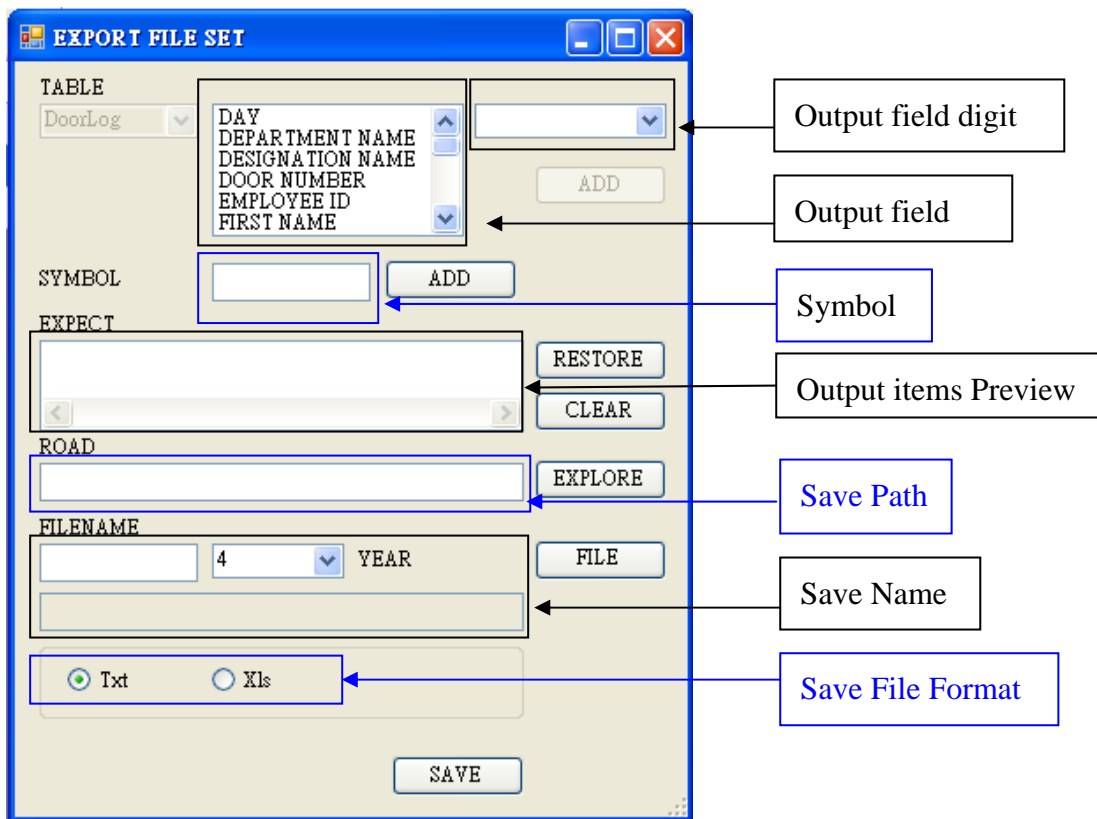 EXPORT FILE SET
TABLE
DoorLog
DAY
DEPARTMENT NAME
DESIGNATION NAME
DOOR NUMBER
EMPLOYEE ID
FIRST NAME
Output field digit
ADD
Output field
SYMBOL
ADD
Symbol
EXPECT
RESTORE
Output items Preview
CLEAR
ROAD
EXPLORE
Save Path
FILENAME
4
YEAR
FILE
Save Name
Txt
Xls
Save File Format
SAVE